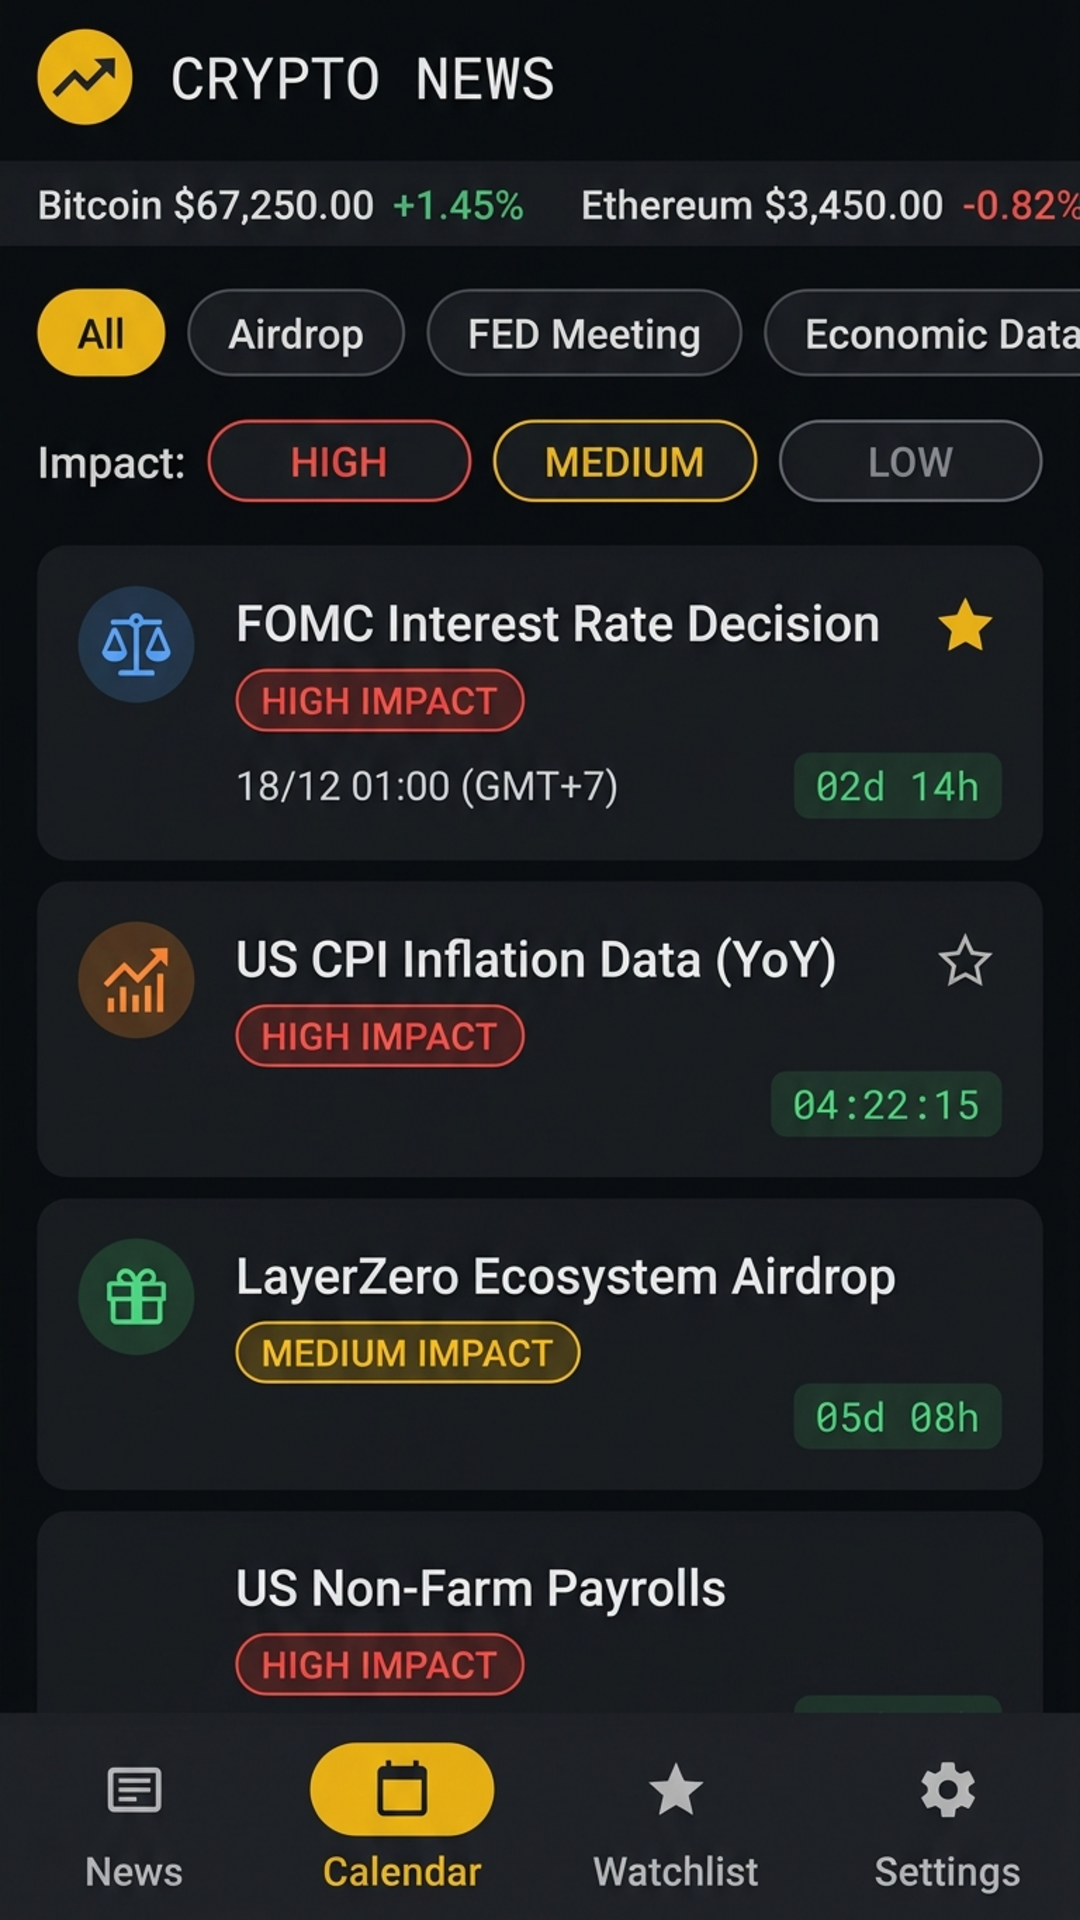 CRYPTO NEWS
Bitcoin $67,250.00 +1.45% Ethereum $3,450.00 -0.82%
All Airdrop FED Meeting Economic Data
Impact: HIGH MEDIUM LOW
FOMC Interest Rate Decision
HIGH IMPACT
18/12 01:00 (GMT+7) 02d 14h
US CPI Inflation Data (YoY)
HIGH IMPACT
04:22:15
LayerZero Ecosystem Airdrop
MEDIUM IMPACT
05d 08h
US Non-Farm Payrolls
HIGH IMPACT
News Calendar Watchlist Settings